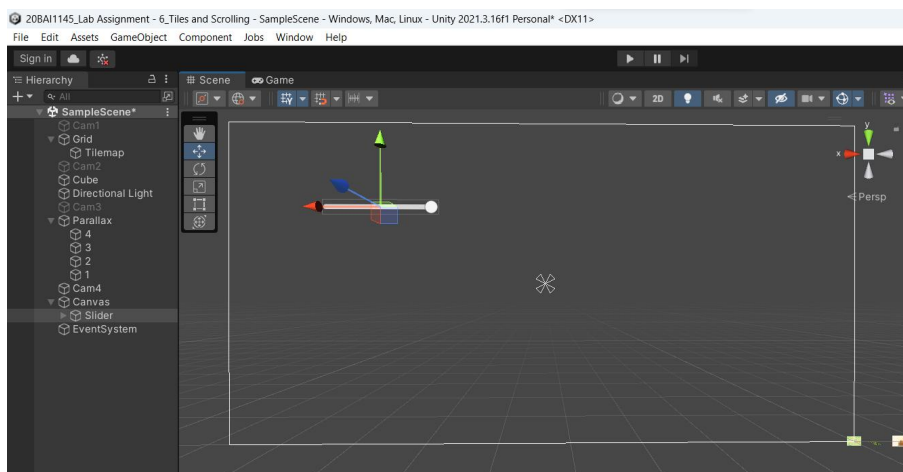 20BAI1145_Lab Assignment - 6_Tiles and Scrolling - SampleScene - Windows, Mac, Linux - Unity 2021.3.16f1 Personal* <DX11>
File Edit Assets GameObject Component Jobs Window Help
Sign in
Hierarchy
Scene Game
All
2D
SampleScene*
Cam1
Grid
Tilemap
Cam2
Cube
Directional Light
Cam3
Parallax
4
3
2
1
Cam4
Canvas
Slider
EventSystem
y
x
Persp